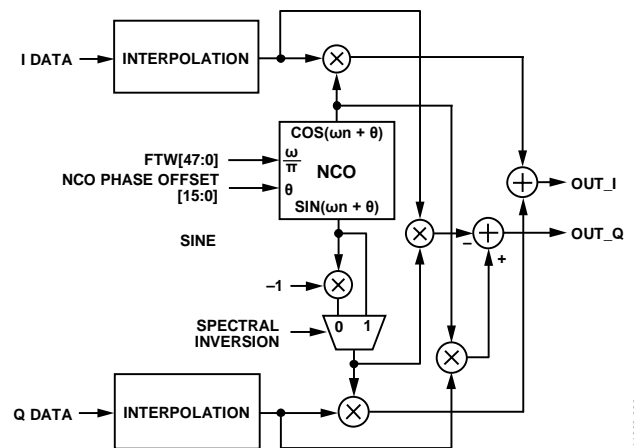 I DATA
INTERPOLATION
COS(ωn + θ)
FTW[47:0]
ω
π
NCO
NCO PHASE OFFSET
[15:0]
θ
SIN(ωn + θ)
OUT_I
OUT_Q
–
+
SINE
–1
0 1
SPECTRAL
INVERSION
Q DATA
INTERPOLATION